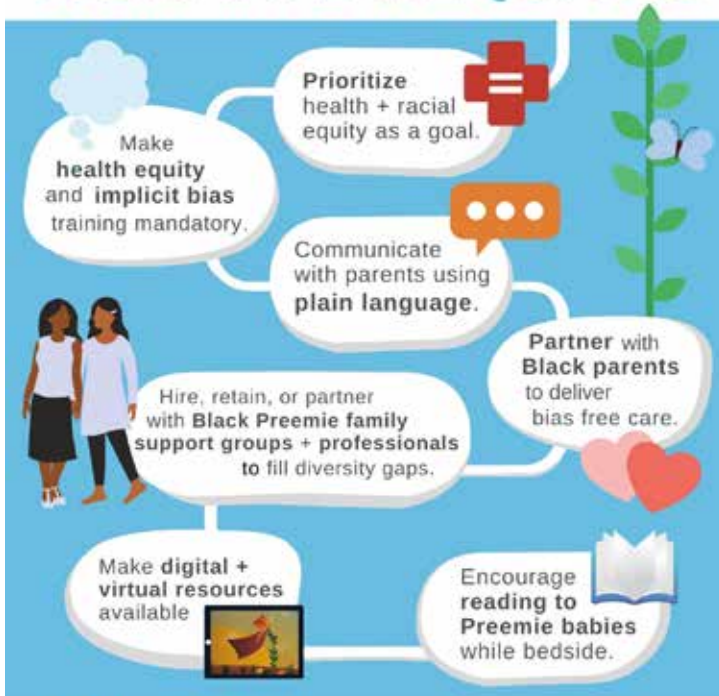 Prioritize
health + racial
equity as a goal.
Make
health equity
and implicit bias
training mandatory.
Communicate
with parents using
plain language.
Partner with
Black parents
to deliver
bias free care.
Hire, retain, or partner
with Black Preemie family
support groups + professionals
to fill diversity gaps.
Make digital +
virtual resources
available
Encourage
reading to
Preemie babies
while bedside.